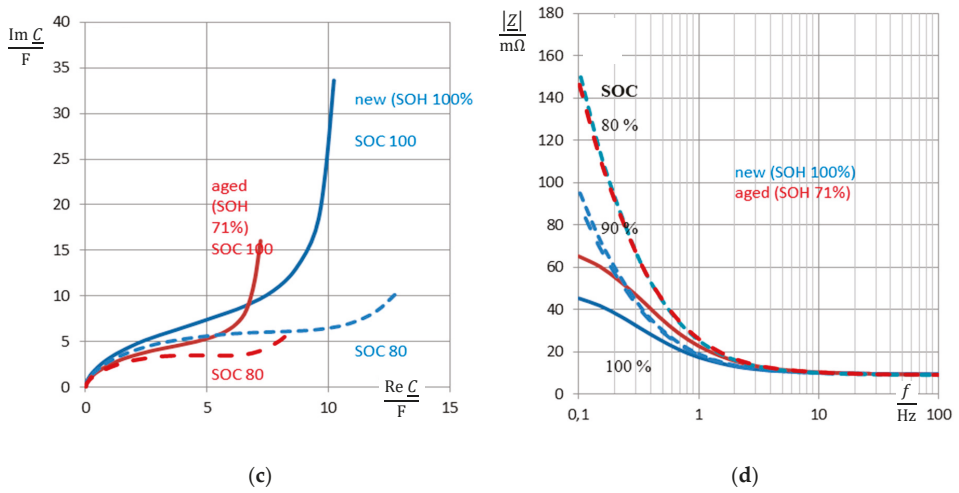 Im C
F
40
35
30
25
20
15
10
5
0
new (SOH 100%
SOC 100
aged
(SOH
71%)
SOC 100
SOC 80
SOC 80
0
5
10
15
Re C
F
(c)
|Z|
mΩ
180
160
140
120
100
80
60
40
20
0
SOC
80 %
new (SOH 100%)
aged (SOH 71%)
90 %
100 %
0,1
1
10
100
f
Hz
(d)